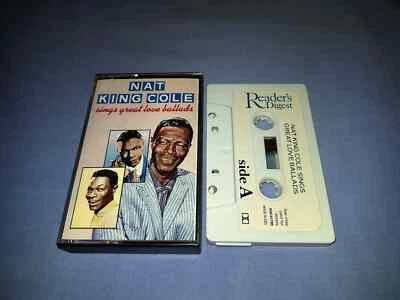 NAT
KING COLE
sings great love ballads
Reader's
Digest
NAT KING COLE SINGS
GREAT LOVE BALLADS
side A